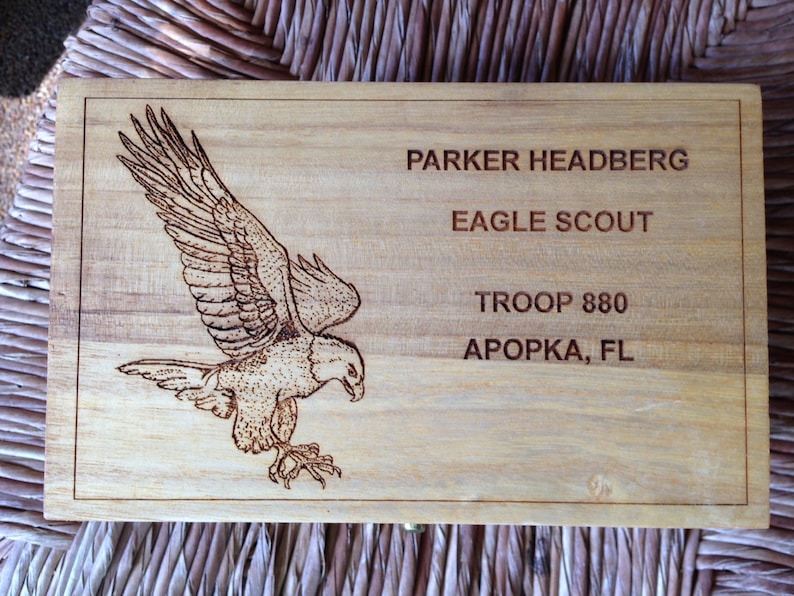 PARKER HEADBERG
EAGLE SCOUT
TROOP 880
APOPKA, FL